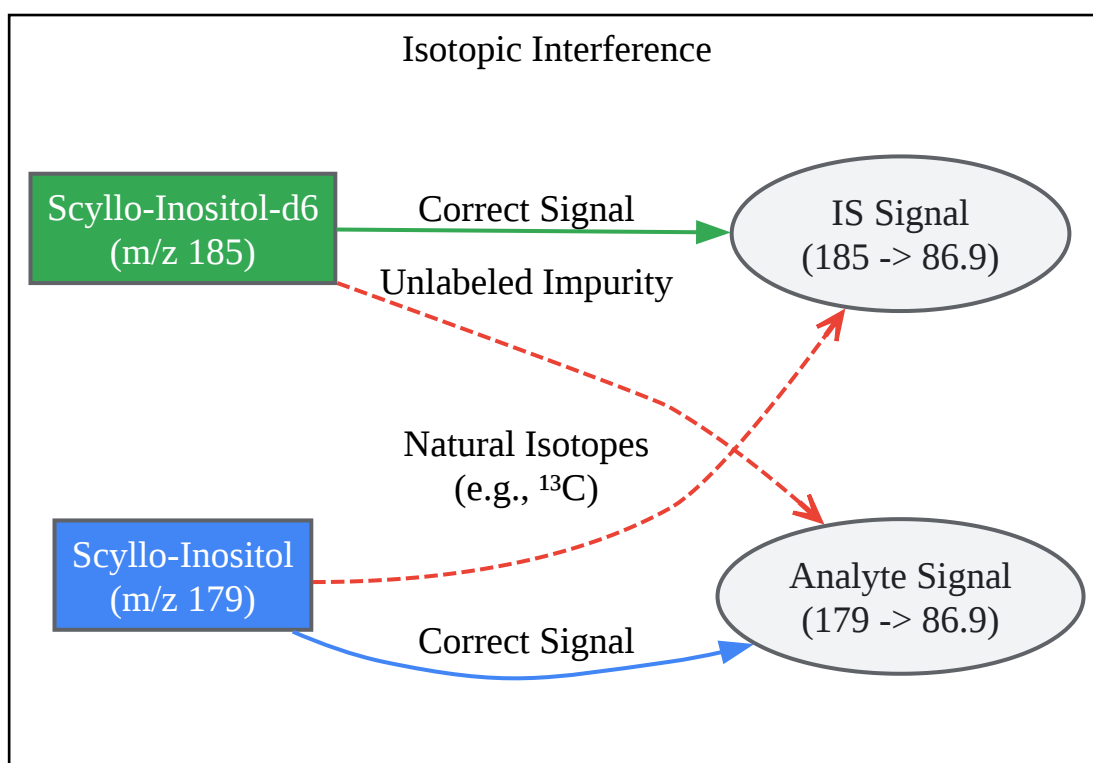 Isotopic Interference
Scyllo-Inositol-d6
(m/z 185)
Correct Signal
IS Signal
(185 -> 86.9)
Unlabeled Impurity
Natural Isotopes
(e.g., ¹³C)
Scyllo-Inositol
(m/z 179)
Correct Signal
Analyte Signal
(179 -> 86.9)